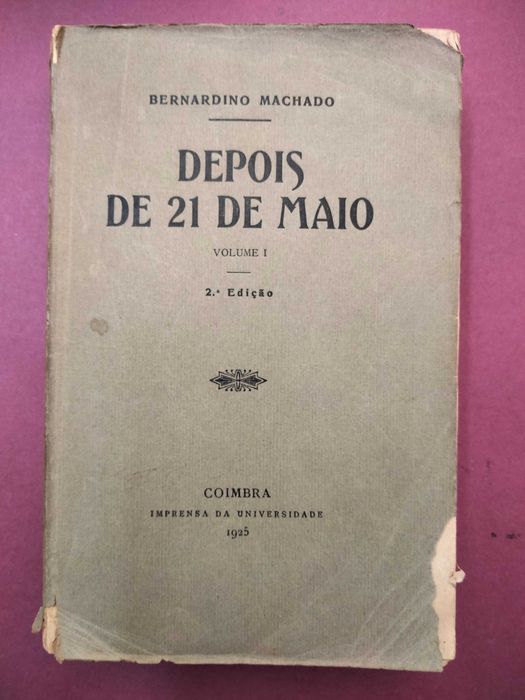 BERNARDINO MACHADO
DEPOIS
DE 21 DE MAIO
VOLUME I
2.ª Edição
COIMBRA
IMPRENSA DA UNIVERSIDADE
1925